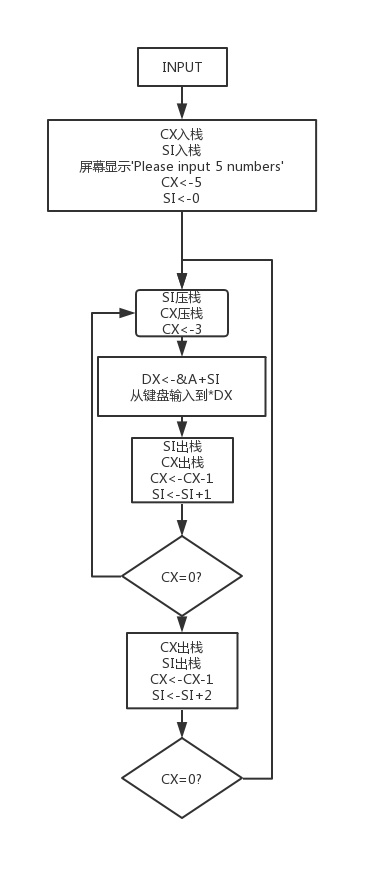 INPUT
CX入栈
SI入栈
屏幕显示'Please input 5 numbers'
CX<-5
SI<-0
SI压栈
CX压栈
CX<-3
DX<-&A+SI
从键盘输入到*DX
SI出栈
CX出栈
CX<-CX-1
SI<-SI+1
CX=0?
CX出栈
SI出栈
CX<-CX-1
SI<-SI+2
CX=0?